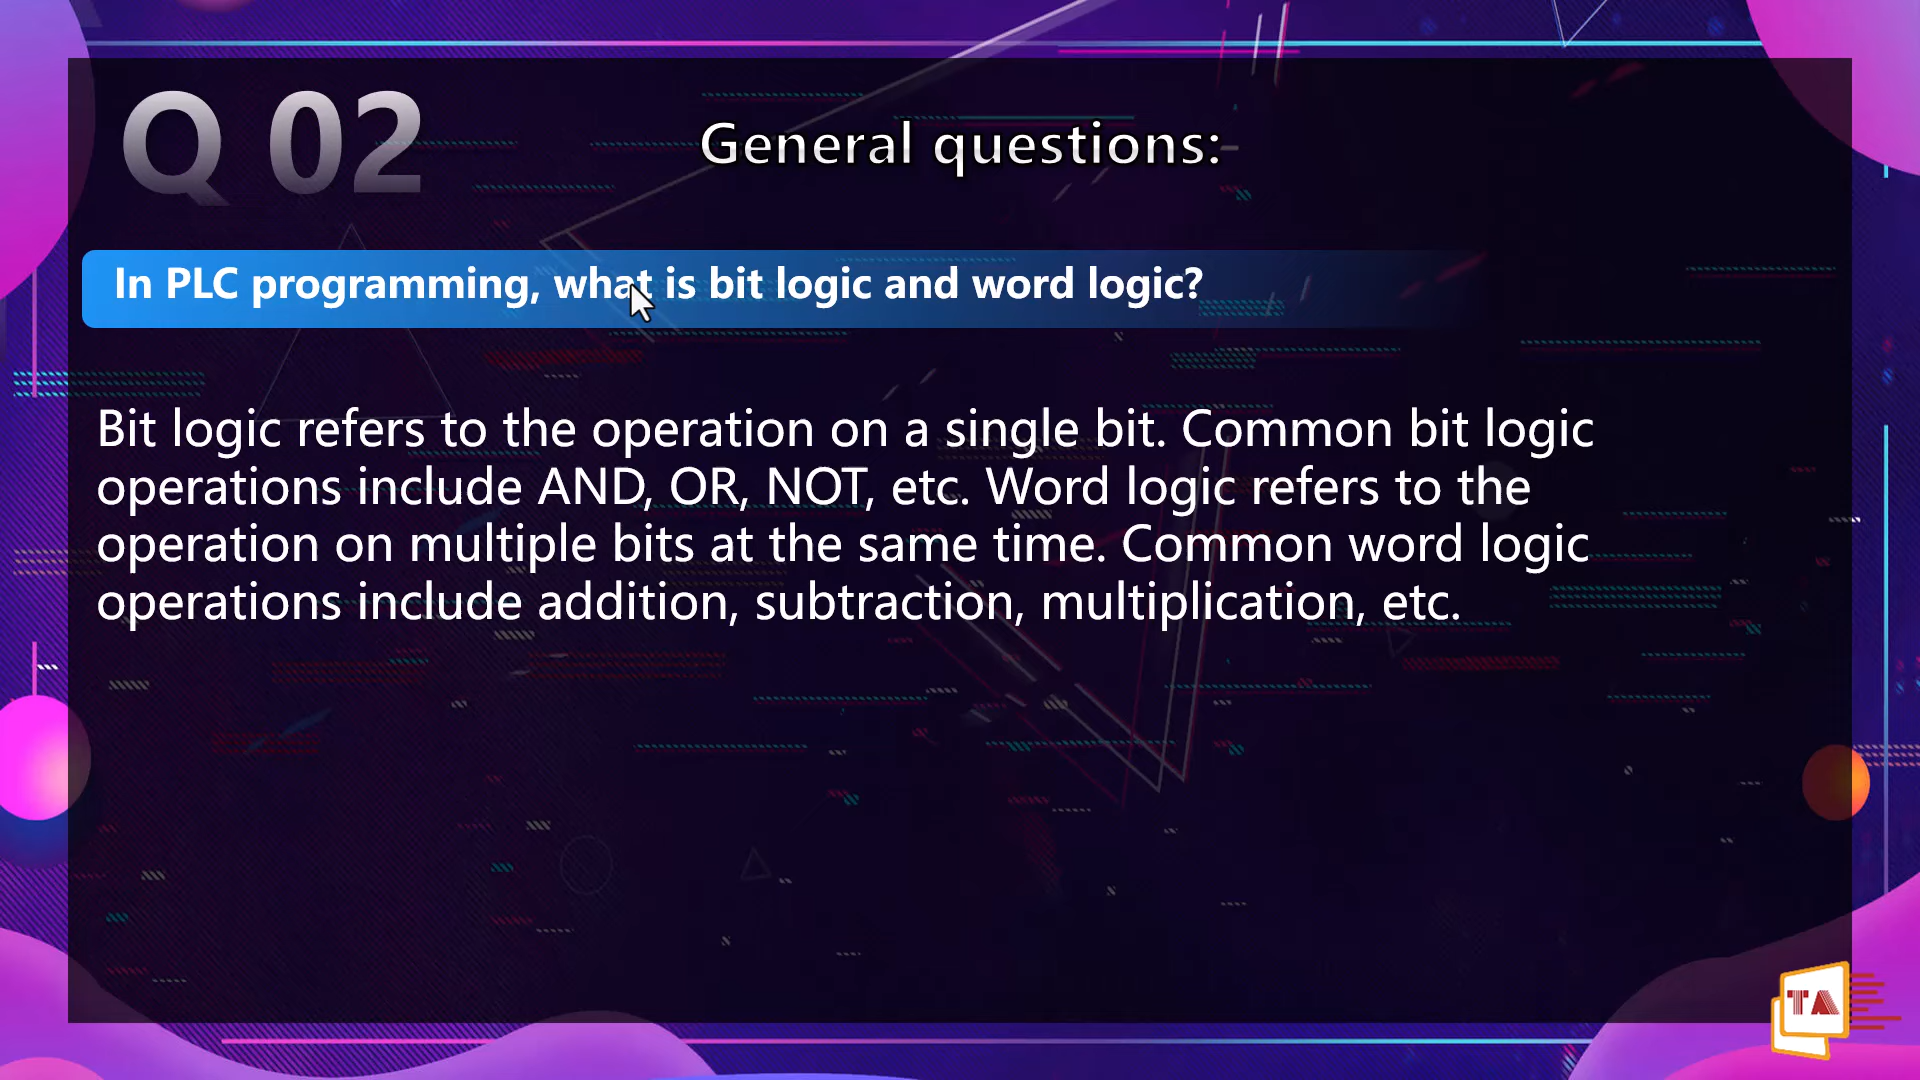 Q 02
General questions:-
In PLC programming, what is bit logic and word logic?
Bit logic refers to the operation on a single bit. Common bit logic
operations include AND, OR, NOT, etc. Word logic refers to the
operation on multiple bits at the same time. Common word logic
operations include addition, subtraction, multiplication, etc.
TA